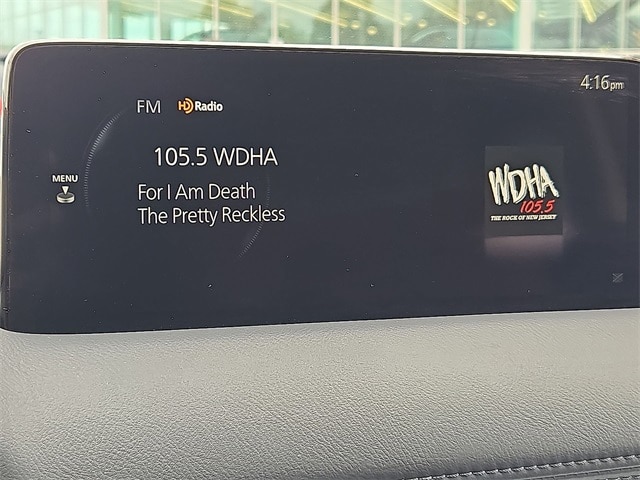 4:16pm
FM HD Radio
105.5 WDHA
MENU
For I Am Death
The Pretty Reckless
WDHA
105.5
THE ROCK OF NEW JERSEY